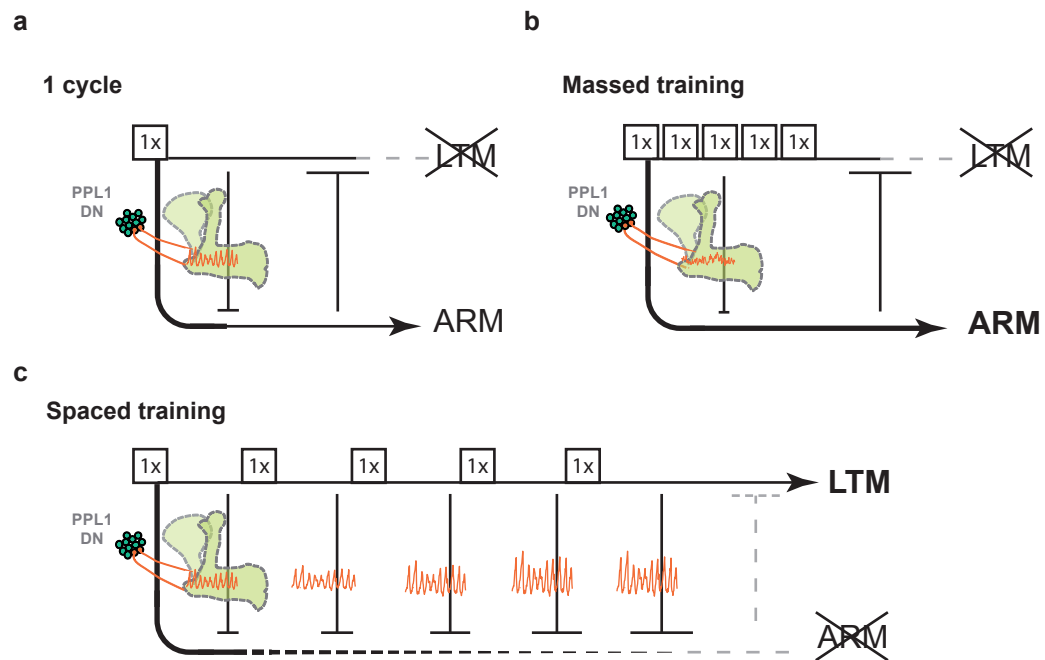 a
1 cycle
1x
LTM
PPL1
DN
ARM
b
Massed training
1x 1x 1x 1x 1x
LTM
PPL1
DN
ARM
c
Spaced training
1x 1x 1x 1x 1x
LTM
PPL1
DN
ARM